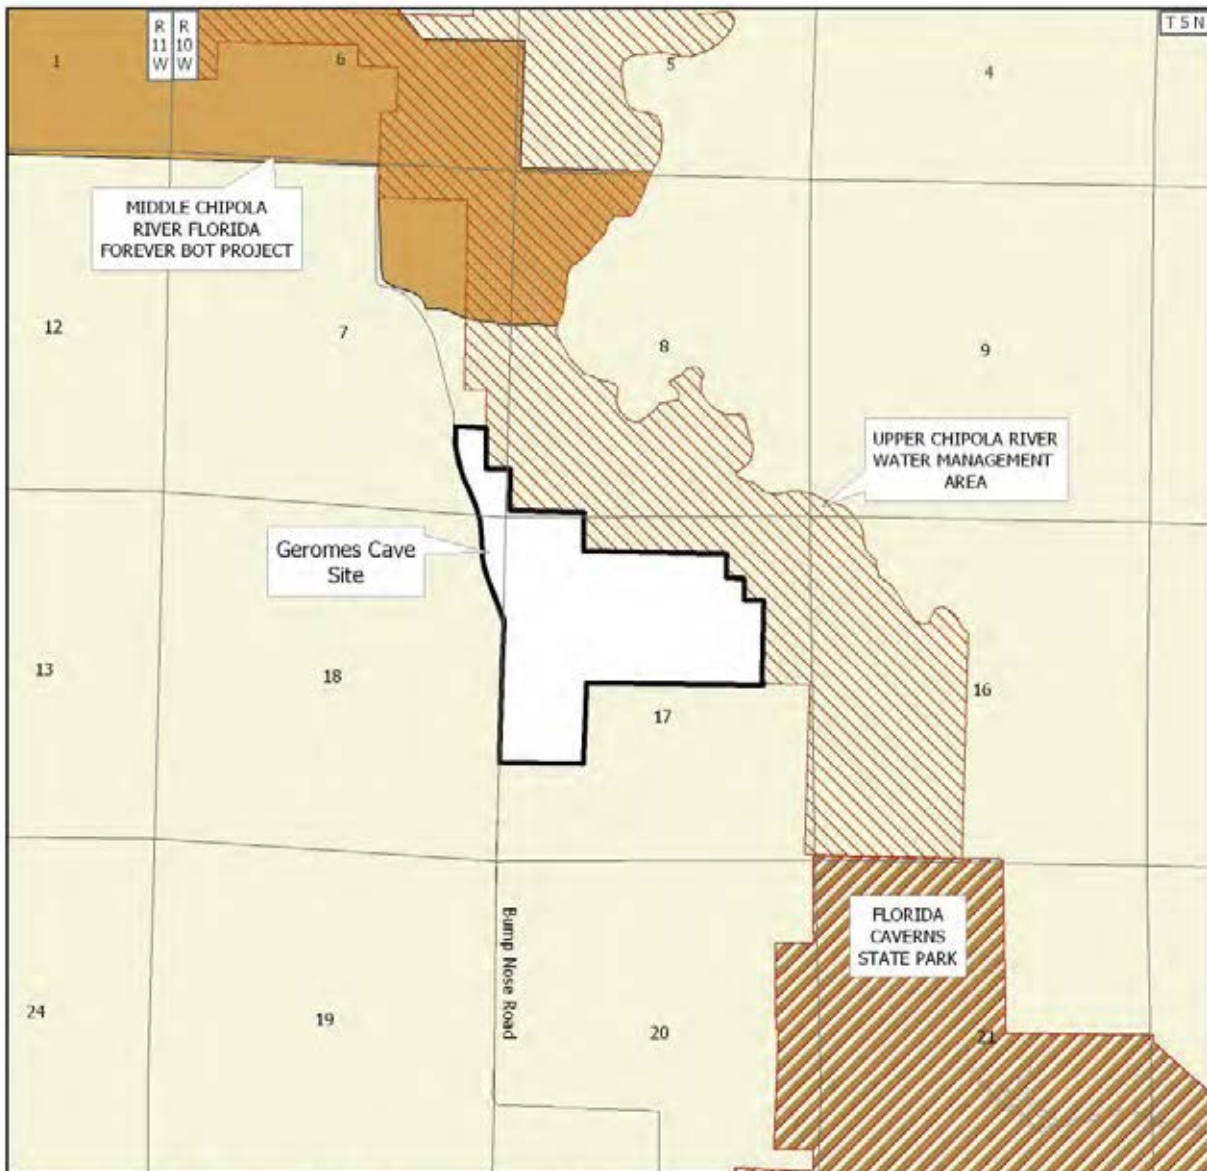 R
11
W
R
10
W
T 5 N
1
6
5
4
MIDDLE CHIPOLA
RIVER FLORIDA
FOREVER BOT PROJECT
12
7
8
9
UPPER CHIPOLA RIVER
WATER MANAGEMENT
AREA
Geromes Cave
Site
13
18
17
16
Bump Nose Road
FLORIDA
CAVERNS
STATE PARK
24
19
20
21